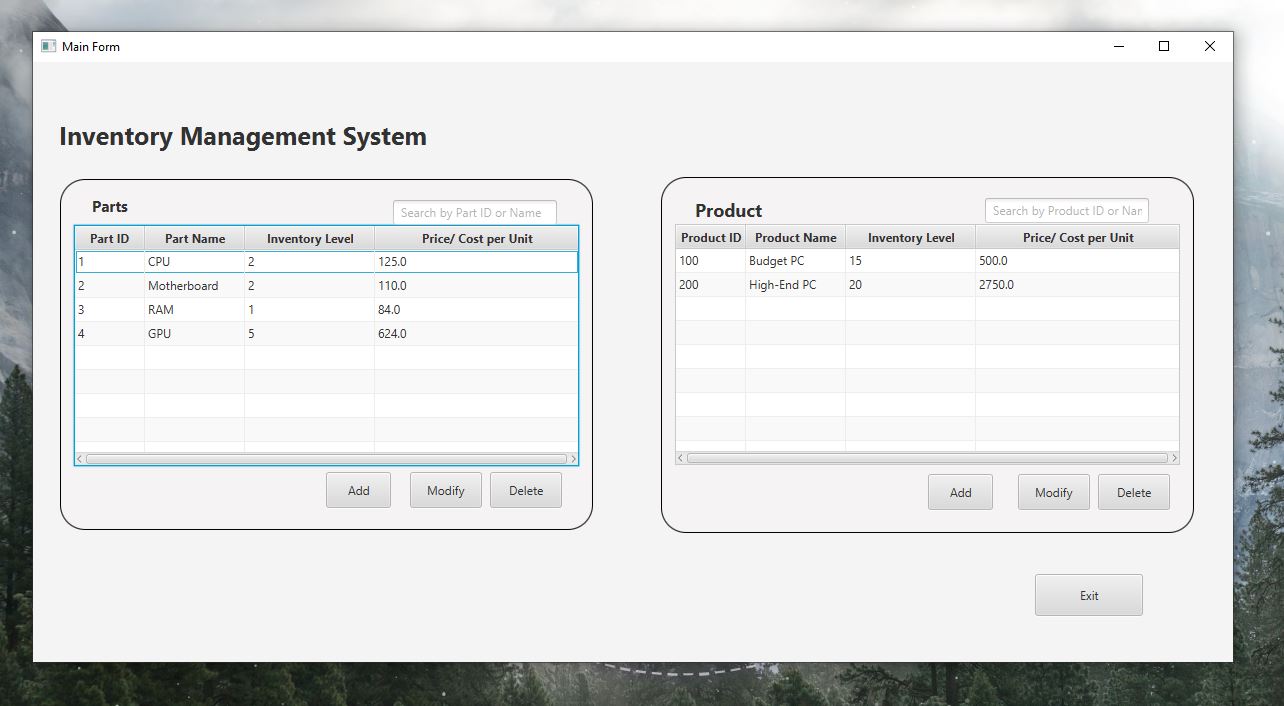 Main Form
Inventory Management System
Parts
Search by Part ID or Name
Part ID Part Name Inventory Level Price/ Cost per Unit
1 CPU 2 125.0
2 Motherboard 2 110.0
3 RAM 1 84.0
4 GPU 5 624.0
Add Modify Delete
Product
Search by Product ID or Nar
Product ID Product Name Inventory Level Price/ Cost per Unit
100 Budget PC 15 500.0
200 High-End PC 20 2750.0
Add Modify Delete
Exit